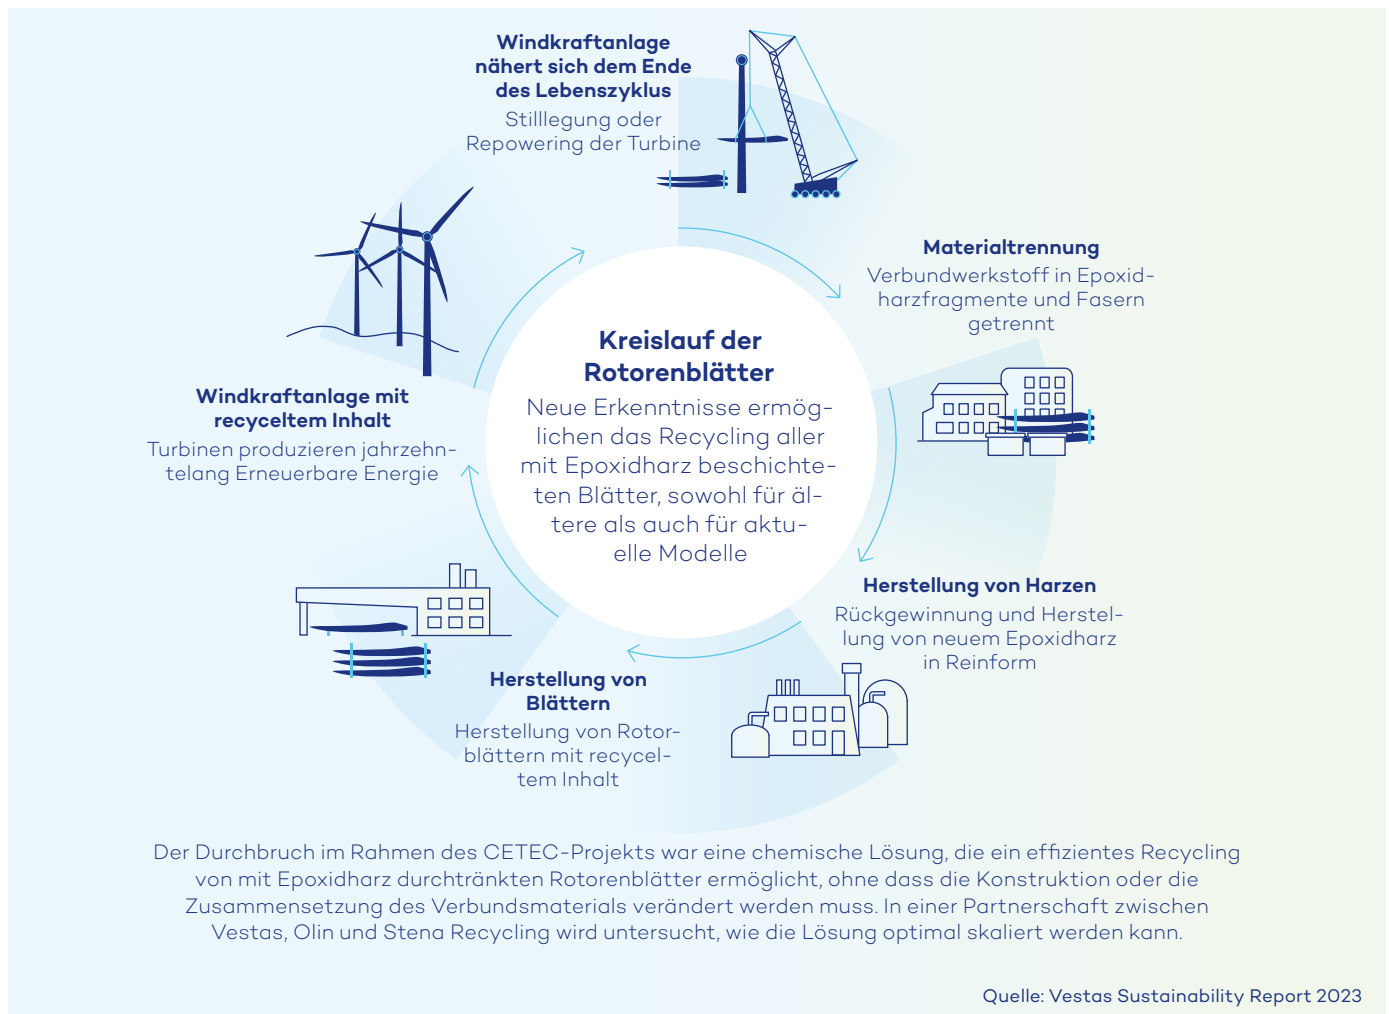 Windkraftanlage
nähert sich dem Ende
des Lebenszyklus
Stilllegung oder
Repowering der Turbine
Materialtrennung
Verbundwerkstoff in Epoxid-
harzfragmente und Fasern
getrennt
Herstellung von Harzen
Rückgewinnung und Herstel-
lung von neuem Epoxidharz
in Reinform
Herstellung von
Blättern
Herstellung von Rotor-
blättern mit recycel-
tem Inhalt
Windkraftanlage mit
recyceltem Inhalt
Turbinen produzieren jahrzehn-
telang Erneuerbare Energie
Kreislauf der
Rotorenblätter
Neue Erkenntnisse ermög-
lichen das Recycling aller
mit Epoxidharz beschichte-
ten Blätter, sowohl für äl-
tere als auch für aktu-
elle Modelle
Der Durchbruch im Rahmen des CETEC-Projekts war eine chemische Lösung, die ein effizientes Recycling
von mit Epoxidharz durchtränkten Rotorenblätter ermöglicht, ohne dass die Konstruktion oder die
Zusammensetzung des Verbundsmaterials verändert werden muss. In einer Partnerschaft zwischen
Vestas, Olin und Stena Recycling wird untersucht, wie die Lösung optimal skaliert werden kann.
Quelle: Vestas Sustainability Report 2023